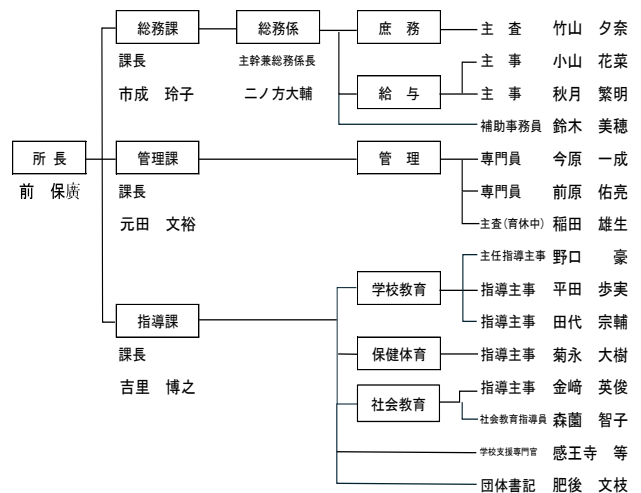 総務課 総務係 庶務 主査 竹山 夕奈
課長 主幹兼総務係長 主事 小山 花菜
市成 玲子 二ノ方大輔 給与 主事 秋月 繁明
補助事務員 鈴木 美穂
所長 管理課 管理 専門員 今原 一成
前 保廣 課長 専門員 前原 佑亮
元田 文裕 主査(育休中) 稲田 雄生
主任指導主事 野口 豪
学校教育 指導主事 平田 歩実
指導課 指導主事 田代 宗輔
課長 保健体育 指導主事 菊永 大樹
吉里 博之 社会教育 指導主事 金﨑 英俊
社会教育指導員 森薗 智子
学校支援専門官 感王寺 等
団体書記 肥後 文枝